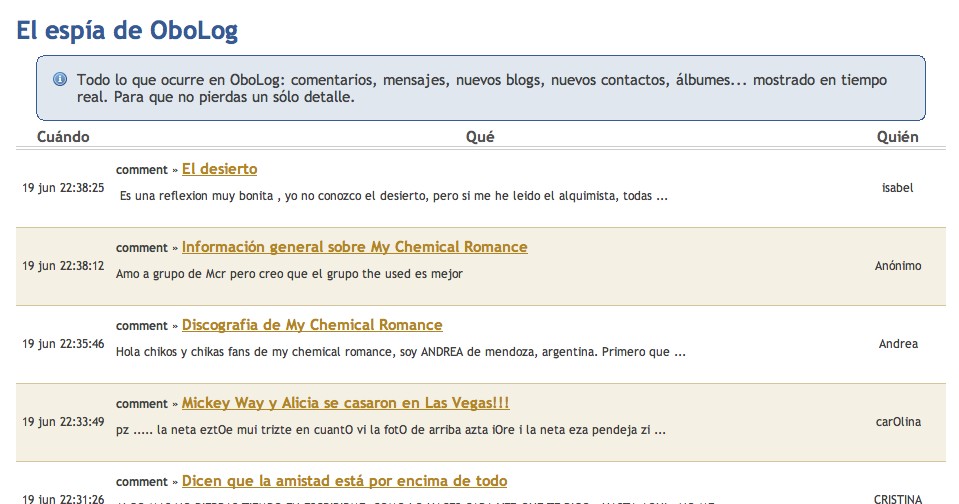 El espía de OboLog
Todo lo que ocurre en OboLog: comentarios, mensajes, nuevos blogs, nuevos contactos, álbumes... mostrado en tiempo
real. Para que no pierdas un sólo detalle.
Cuándo Qué Quién
comment » El desierto
19 jun 22:38:25 isabel
Es una reflexion muy bonita , yo no conozco el desierto, pero si me he leido el alquimista, todas ...
comment » Información general sobre My Chemical Romance
19 jun 22:38:12 Anónimo
Amo a grupo de Mcr pero creo que el grupo the used es mejor
comment » Discografia de My Chemical Romance
19 jun 22:35:46 Andrea
Hola chikos y chikas fans de my chemical romance, soy ANDREA de mendoza, argentina. Primero que ...
comment » Mickey Way y Alicia se casaron en Las Vegas!!!
19 jun 22:33:49 carOlina
pz ..... la neta eztOe mui trizte en cuantO vi la fotO de arriba azta iOre i la neta eza pendeja zi ...
comment » Dicen que la amistad está por encima de todo
19 jun 22:31:26 CRISTINA